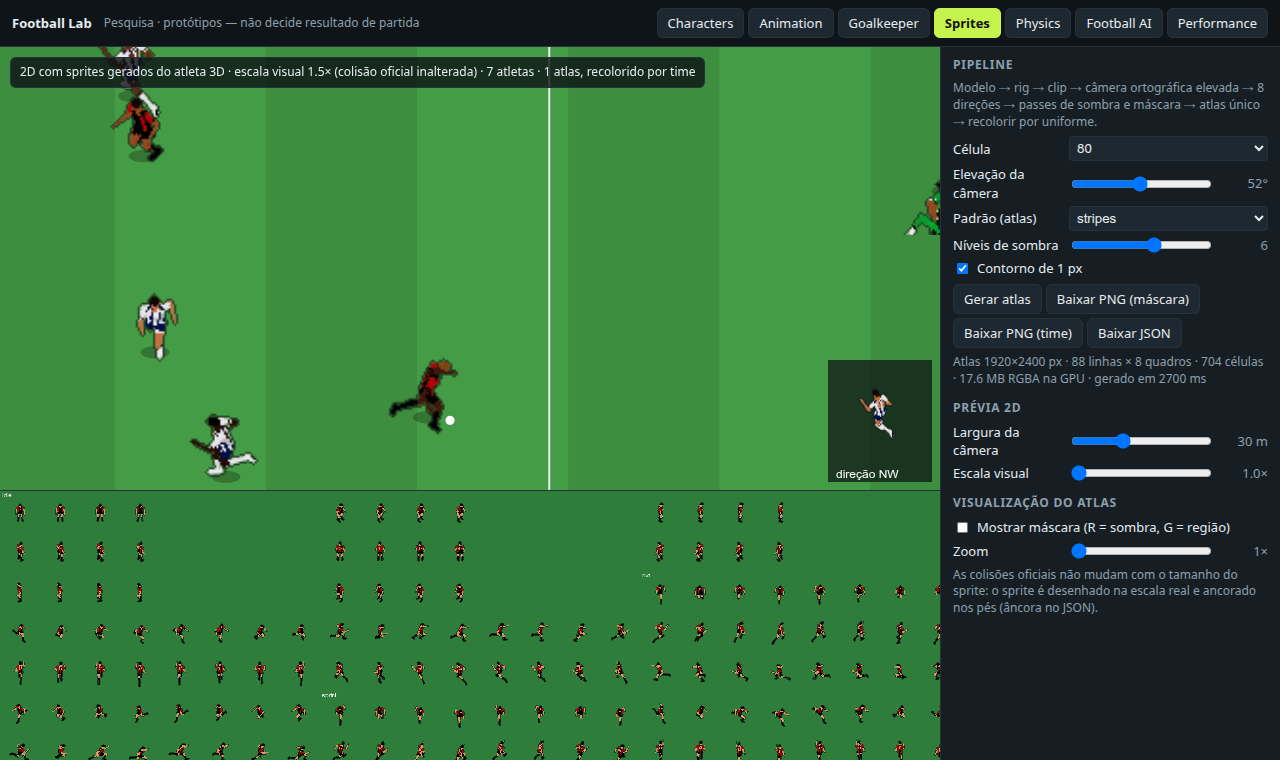 Football Lab Pesquisa · protótipos — não decide resultado de partida Characters Animation Goalkeeper Sprites Physics Football AI Performance
2D com sprites gerados do atleta 3D · escala visual 1.5× (colisão oficial inalterada) · 7 atletas · 1 atlas, recolorido por time
direção NW
idle
run
sprint
PIPELINE
Modelo → rig → clip → câmera ortográfica elevada → 8
direções → passes de sombra e máscara → atlas único
→ recolorir por uniforme.
Célula 80
Elevação da
câmera 52°
Padrão (atlas) stripes
Níveis de sombra 6
Contorno de 1 px
Gerar atlas Baixar PNG (máscara)
Baixar PNG (time) Baixar JSON
Atlas 1920×2400 px · 88 linhas × 8 quadros · 704 células
· 17.6 MB RGBA na GPU · gerado em 2700 ms
PRÉVIA 2D
Largura da
câmera 30 m
Escala visual 1.0×
VISUALIZAÇÃO DO ATLAS
Mostrar máscara (R = sombra, G = região)
Zoom 1×
As colisões oficiais não mudam com o tamanho do
sprite: o sprite é desenhado na escala real e ancorado
nos pés (âncora no JSON).